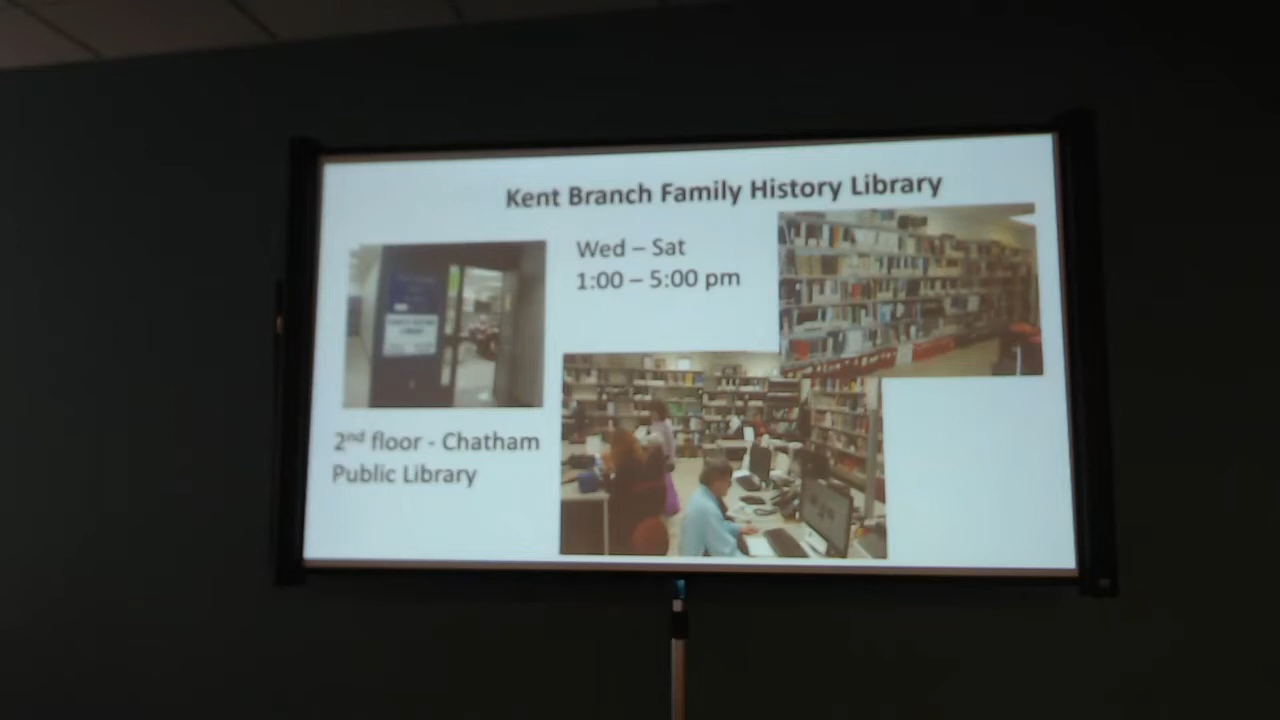 Kent Branch Family History Library
Wed – Sat
1:00 – 5:00 pm
2nd floor - Chatham
Public Library